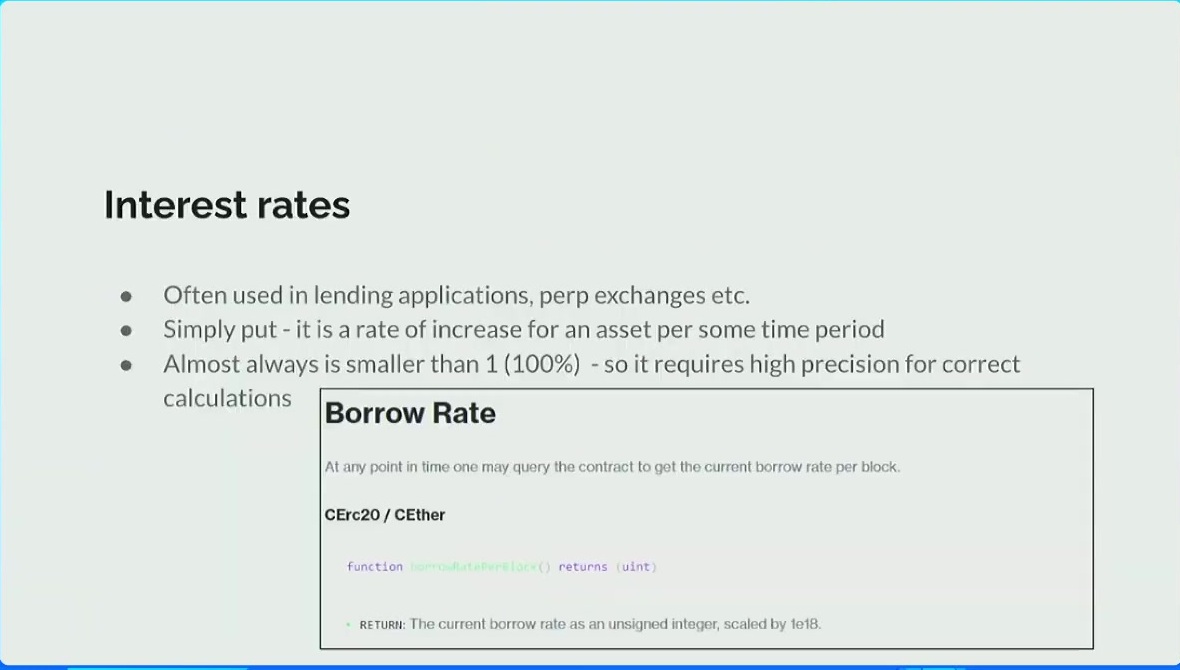 Interest rates
● Often used in lending applications, perp exchanges etc.
● Simply put - it is a rate of increase for an asset per some time period
● Almost always is smaller than 1 (100%)  - so it requires high precision for correct
calculations
Borrow Rate
At any point in time one may query the contract to get the current borrow rate per block.
CErc20 / CEther
function borrowRatePerBlock() returns (uint)
• RETURN: The current borrow rate as an unsigned integer, scaled by 1e18.